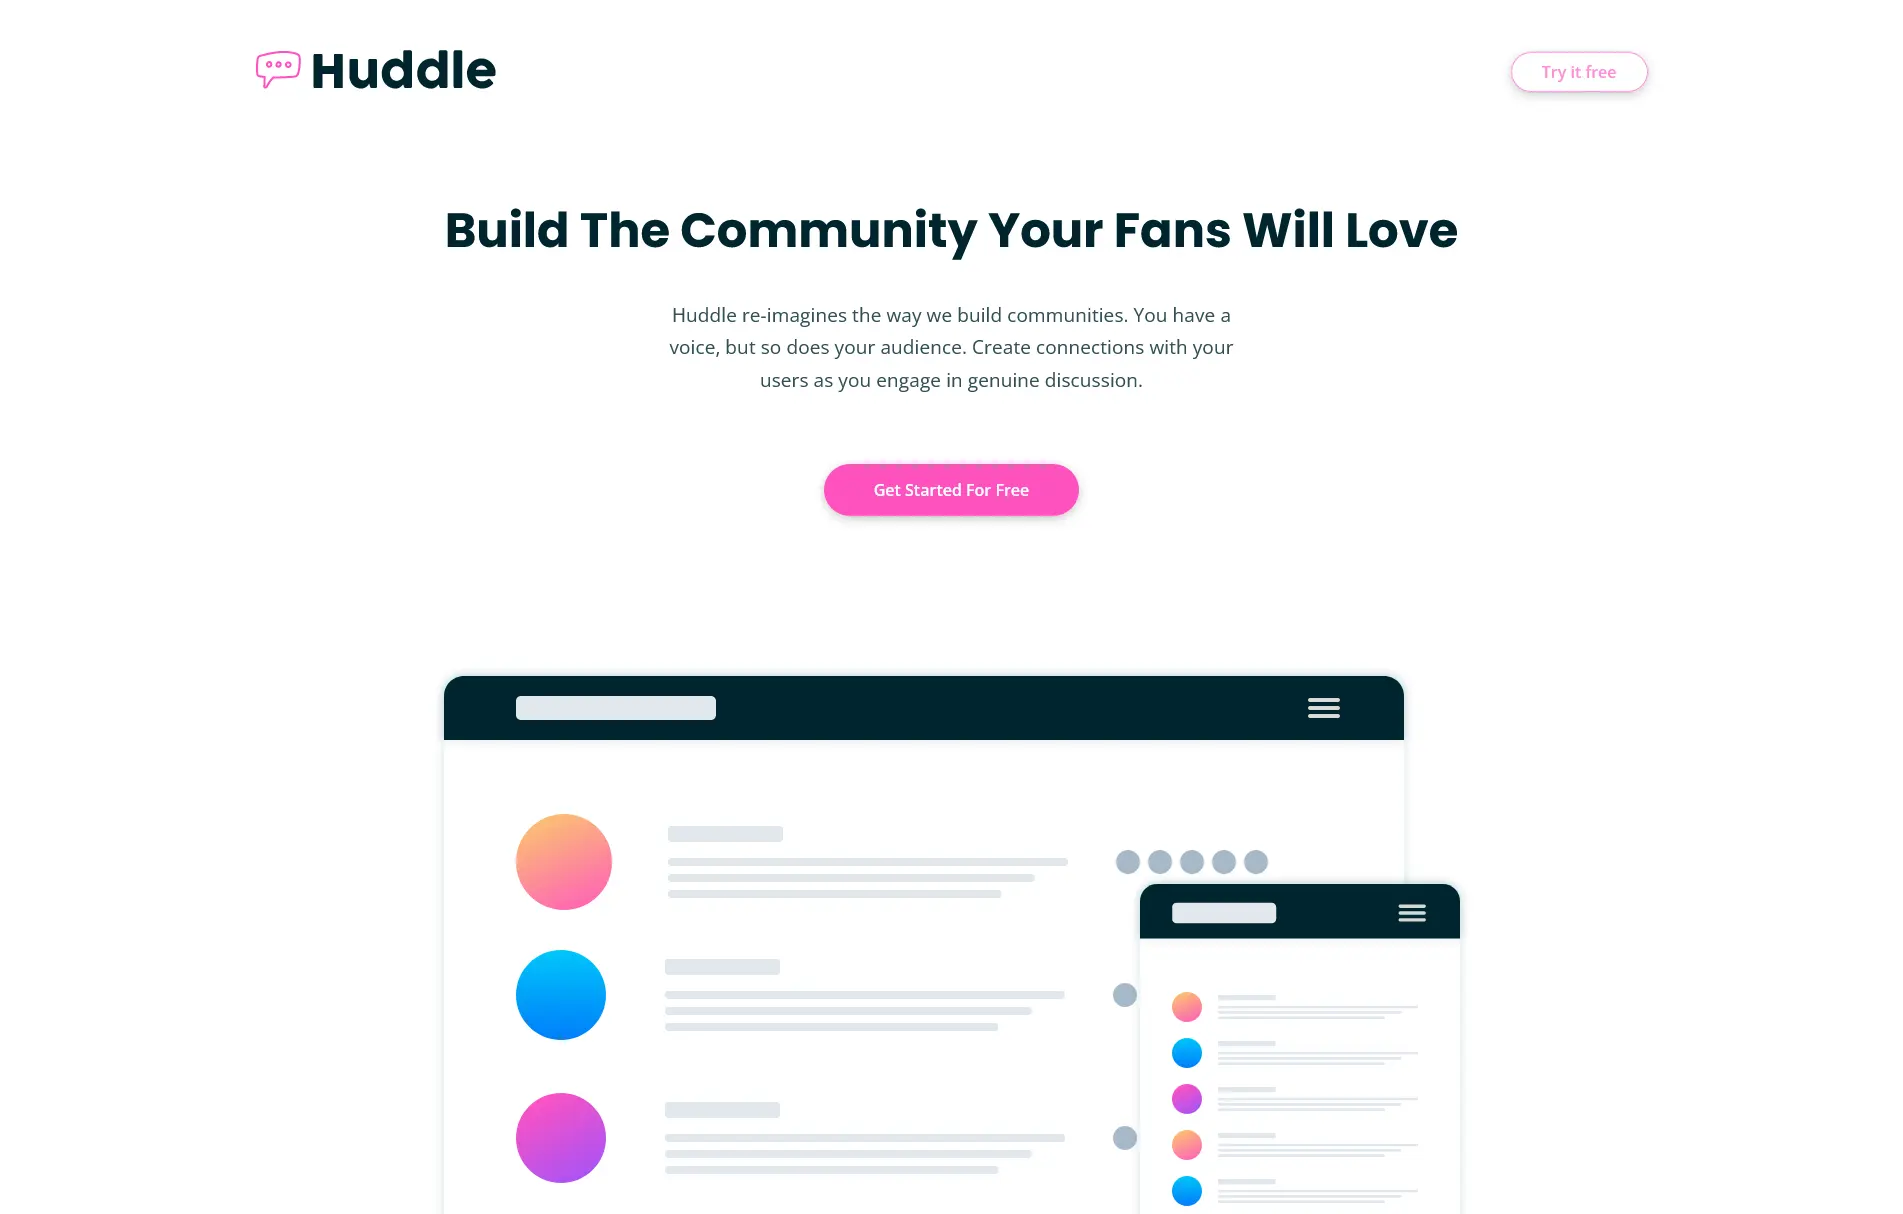 Huddle
Try it free
Build The Community Your Fans Will Love
Huddle re-imagines the way we build communities. You have a
voice, but so does your audience. Create connections with your
users as you engage in genuine discussion.
Get Started For Free